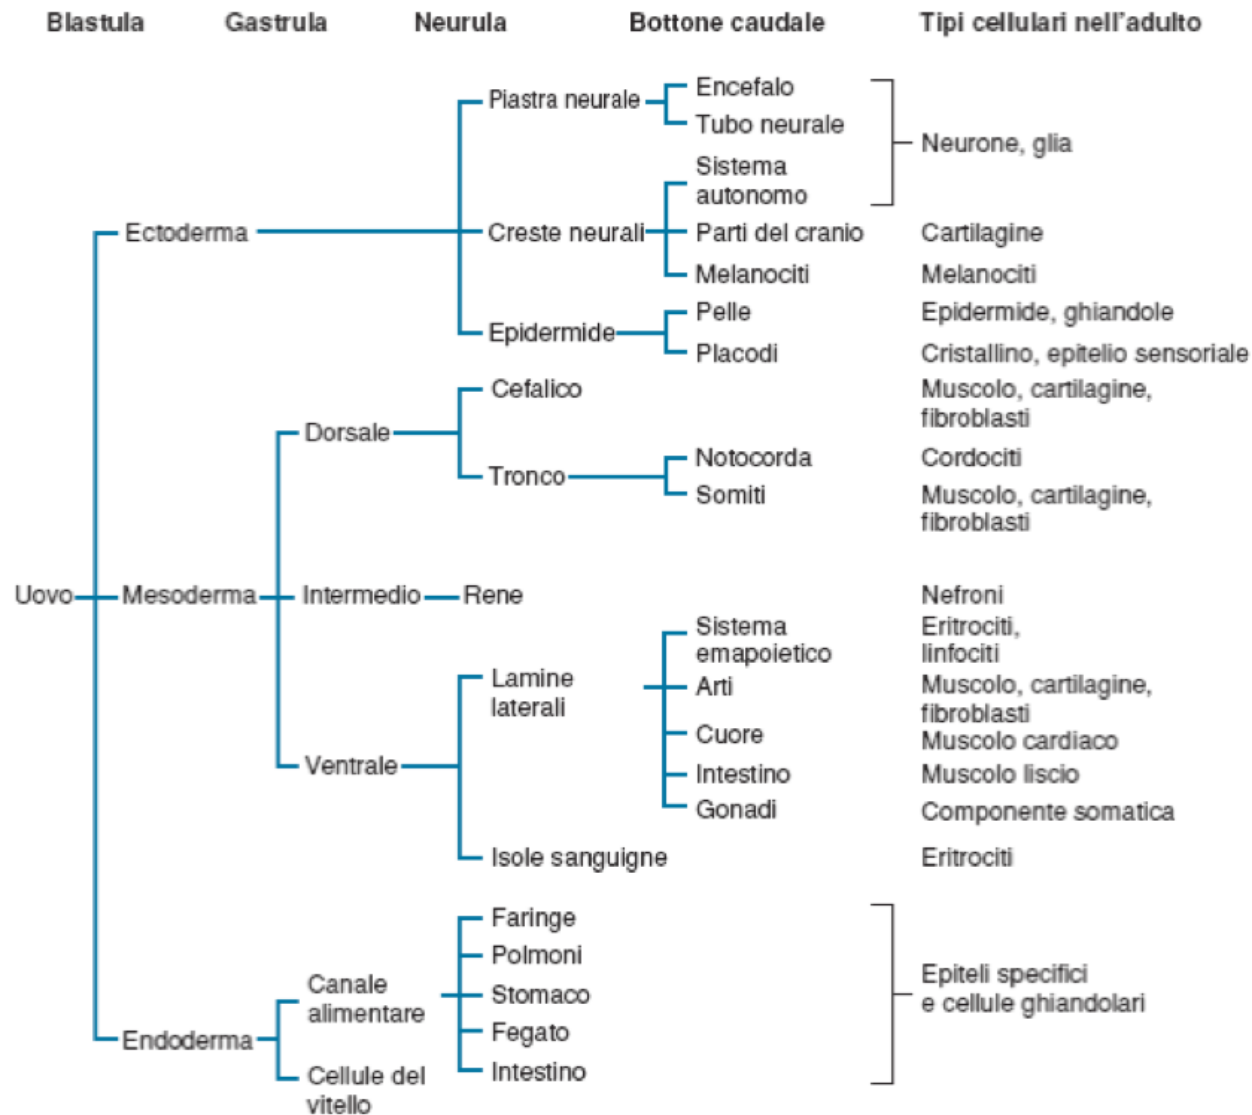 Blastula Gastrula Neurula Bottone caudale Tipi cellulari nell'adulto
Piastra neurale
Encefalo
Tubo neurale
Neurone, glia
Sistema
autonomo
Ectoderma
Creste neurali
Parti del cranio
Cartilagine
Melanociti
Melanociti
Epidermide
Pelle
Epidermide, ghiandole
Placodi
Cristallino, epitelio sensoriale
Cefalico
Muscolo, cartilagine,
fibroblasti
Dorsale
Tronco
Notocorda
Cordociti
Somiti
Muscolo, cartilagine,
fibroblasti
Uovo
Mesoderma
Intermedio
Rene
Nefroni
Sistema
emapoietico
Eritrociti,
linfociti
Lamine
laterali
Arti
Muscolo, cartilagine,
fibroblasti
Cuore
Muscolo cardiaco
Ventrale
Intestino
Muscolo liscio
Gonadi
Componente somatica
Isole sanguigne
Eritrociti
Faringe
Polmoni
Canale
alimentare
Stomaco
Epiteli specifici
e cellule ghiandolari
Fegato
Endoderma
Intestino
Cellule del
vitello